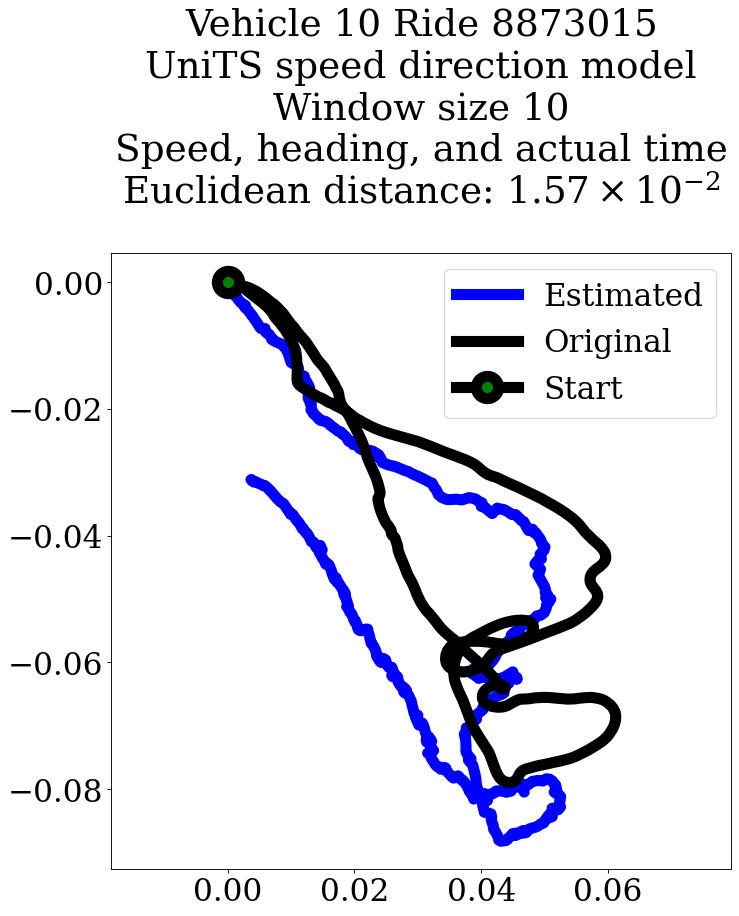 Vehicle 10 Ride 8873015
UniTS speed direction model
Window size 10
Speed, heading, and actual time
Euclidean distance: 1.57 × 10⁻²
Estimated
Original
Start
0.00
−0.02
−0.04
−0.06
−0.08
0.00 0.02 0.04 0.06